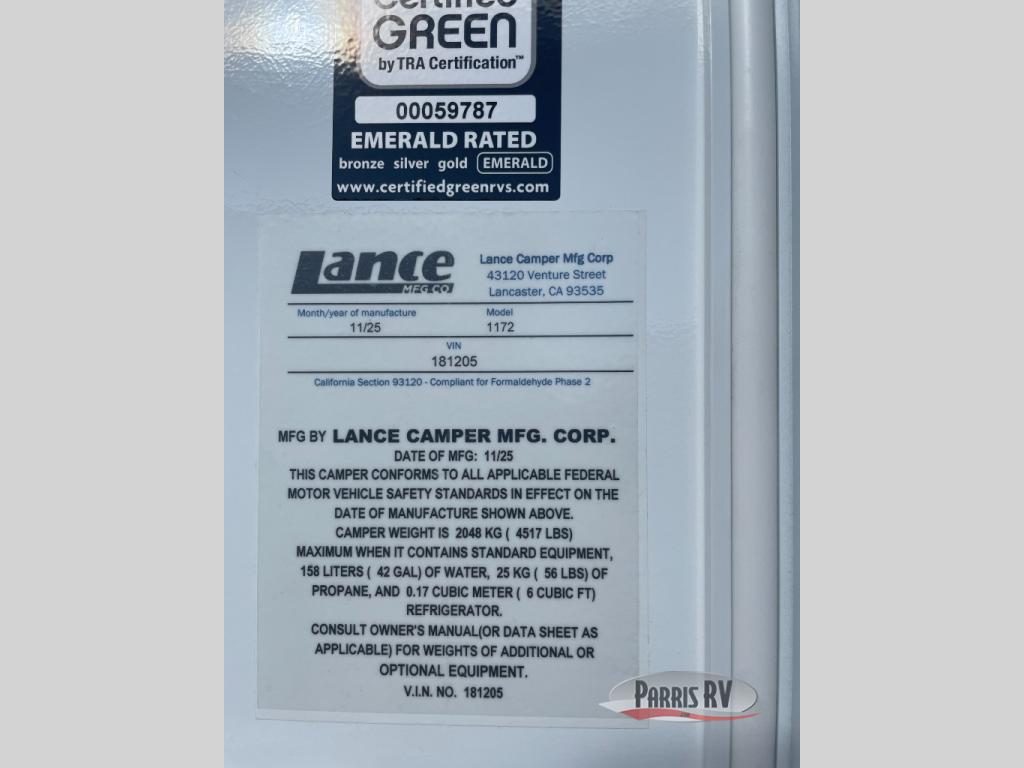 Certified
GREEN
by TRA Certification™
00059787
EMERALD RATED
bronze silver gold EMERALD
www.certifiedgreenrvs.com
Lance
MFG CO
Lance Camper Mfg Corp
43120 Venture Street
Lancaster, CA 93535
Month/year of manufacture Model
11/25 1172
VIN
181205
California Section 93120 - Compliant for Formaldehyde Phase 2
MFG BY LANCE CAMPER MFG. CORP.
DATE OF MFG: 11/25
THIS CAMPER CONFORMS TO ALL APPLICABLE FEDERAL
MOTOR VEHICLE SAFETY STANDARDS IN EFFECT ON THE
DATE OF MANUFACTURE SHOWN ABOVE.
CAMPER WEIGHT IS 2048 KG ( 4517 LBS)
MAXIMUM WHEN IT CONTAINS STANDARD EQUIPMENT,
158 LITERS ( 42 GAL) OF WATER, 25 KG ( 56 LBS) OF
PROPANE, AND 0.17 CUBIC METER ( 6 CUBIC FT)
REFRIGERATOR.
CONSULT OWNER'S MANUAL(OR DATA SHEET AS
APPLICABLE) FOR WEIGHTS OF ADDITIONAL OR
OPTIONAL EQUIPMENT.
V.I.N. NO. 181205
PARRIS RV